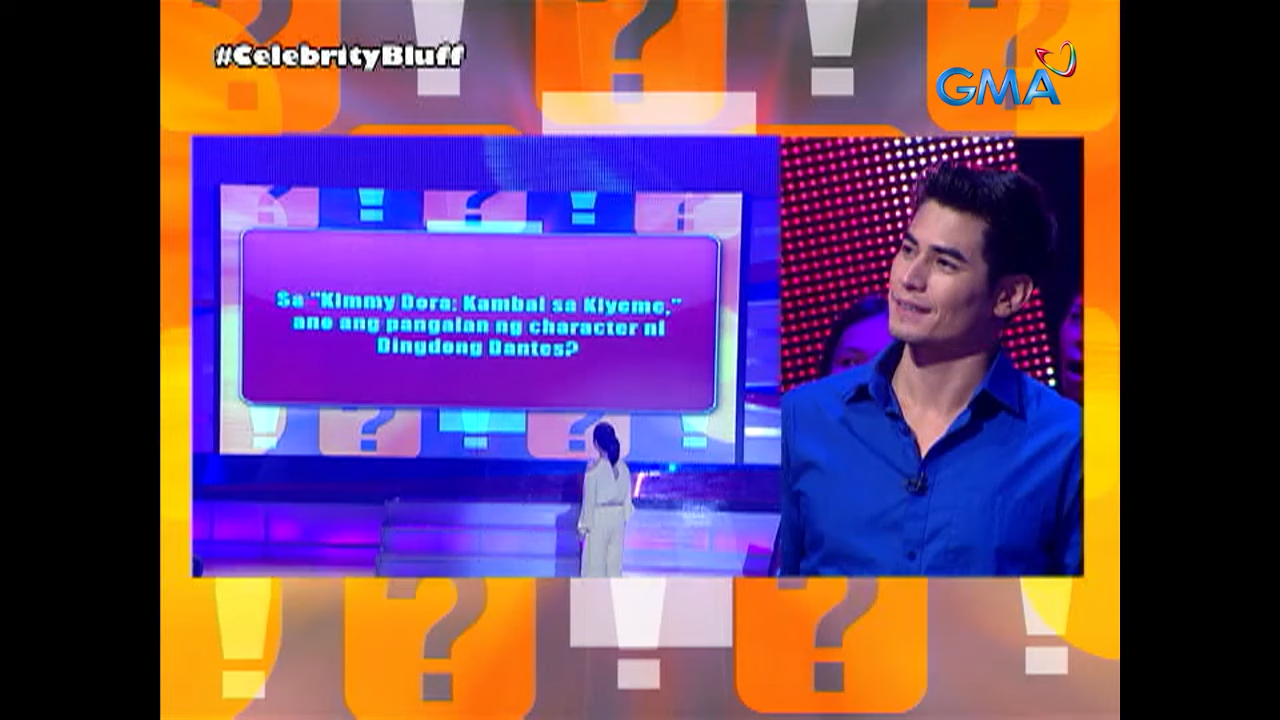 #CelebrityBluff
GMA
Sa "Kimmy Dora: Kambal sa Kiyeme,"
ano ang pangalan ng character ni
Dingdong Dantes?